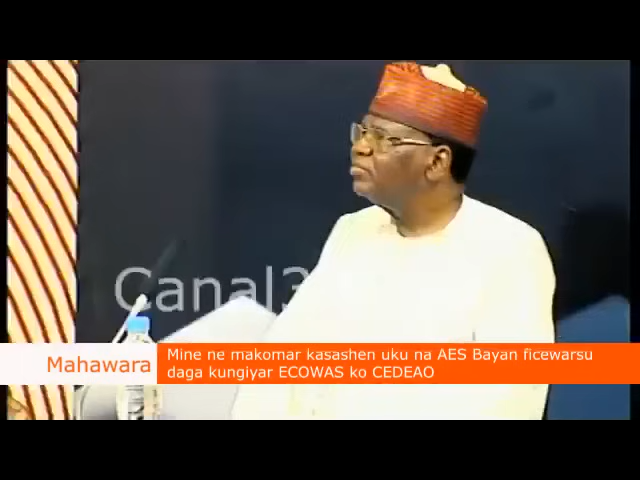 Canal3
Mahawara
Mine ne makomar kasashen uku na AES Bayan ficewarsu
daga kungiyar ECOWAS ko CEDEAO